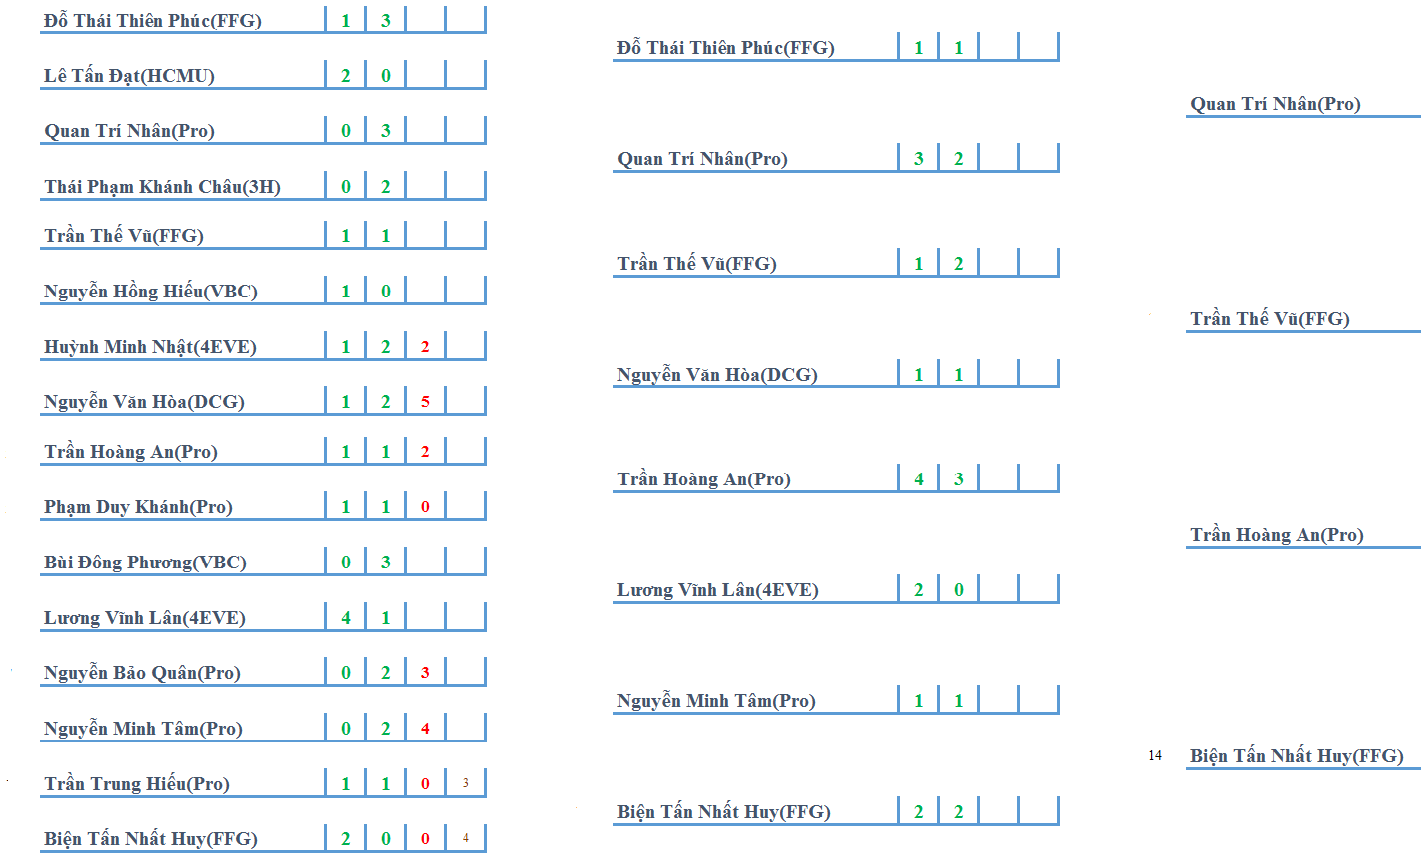 Đỗ Thái Thiên Phúc(FFG) 1 3
Lê Tấn Đạt(HCMU) 2 0
Quan Trí Nhân(Pro) 0 3
Thái Phạm Khánh Châu(3H) 0 2
Trần Thế Vũ(FFG) 1 1
Nguyễn Hồng Hiếu(VBC) 1 0
Huỳnh Minh Nhật(4EVE) 1 2 2
Nguyễn Văn Hòa(DCG) 1 2 5
Trần Hoàng An(Pro) 1 1 2
Phạm Duy Khánh(Pro) 1 1 0
Bùi Đông Phương(VBC) 0 3
Lương Vĩnh Lân(4EVE) 4 1
Nguyễn Bảo Quân(Pro) 0 2 3
Nguyễn Minh Tâm(Pro) 0 2 4
Trần Trung Hiếu(Pro) 1 1 0 3
Biện Tấn Nhất Huy(FFG) 2 0 0 4
Đỗ Thái Thiên Phúc(FFG) 1 1
Quan Trí Nhân(Pro) 3 2
Trần Thế Vũ(FFG) 1 2
Nguyễn Văn Hòa(DCG) 1 1
Trần Hoàng An(Pro) 4 3
Lương Vĩnh Lân(4EVE) 2 0
Nguyễn Minh Tâm(Pro) 1 1
Biện Tấn Nhất Huy(FFG) 2 2
Quan Trí Nhân(Pro)
Trần Thế Vũ(FFG)
Trần Hoàng An(Pro)
14 Biện Tấn Nhất Huy(FFG)